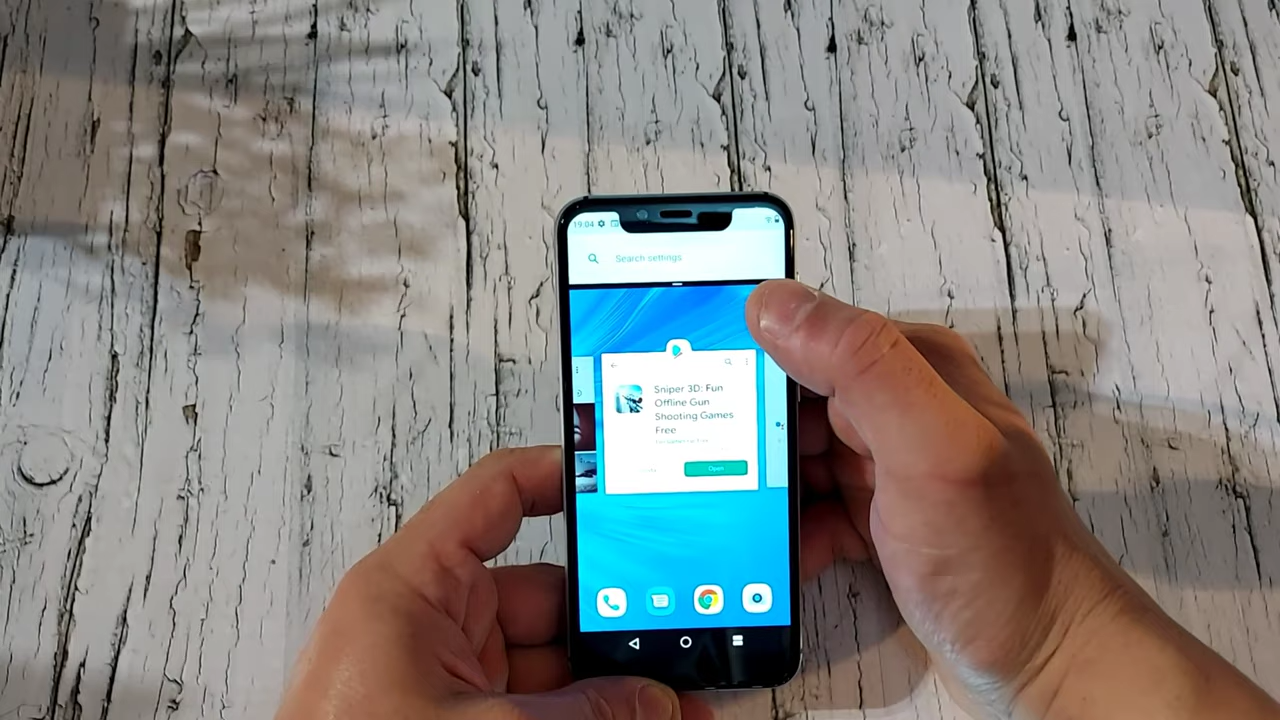 19:04
Search settings
Sniper 3D: Fun
Offline Gun
Shooting Games
Free
Open